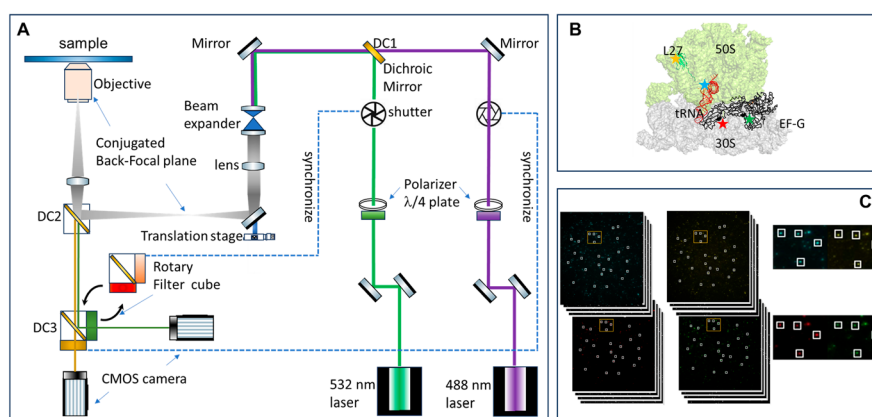 A
sample
Objective
Conjugated
Back-Focal plane
DC2
DC3
Rotary
Filter cube
CMOS camera
Mirror
Beam
expander
lens
Translation stage
DC1
Dichroic
Mirror
shutter
synchronize
Polarizer
λ/4 plate
532 nm
laser
Mirror
synchronize
488 nm
laser
B
L27
50S
tRNA
30S
EF-G
C